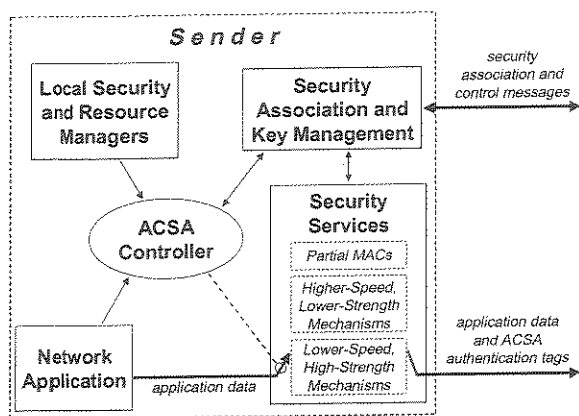 Sender
Local Security
and Resource
Managers
Security
Association and
Key Management
security
association and
control messages
ACSA
Controller
Security
Services
Partial MACs
Higher-Speed,
Lower-Strength
Mechanisms
Lower-Speed,
High-Strength
Mechanisms
Network
Application
application data
application data
and ACSA
authentication tags